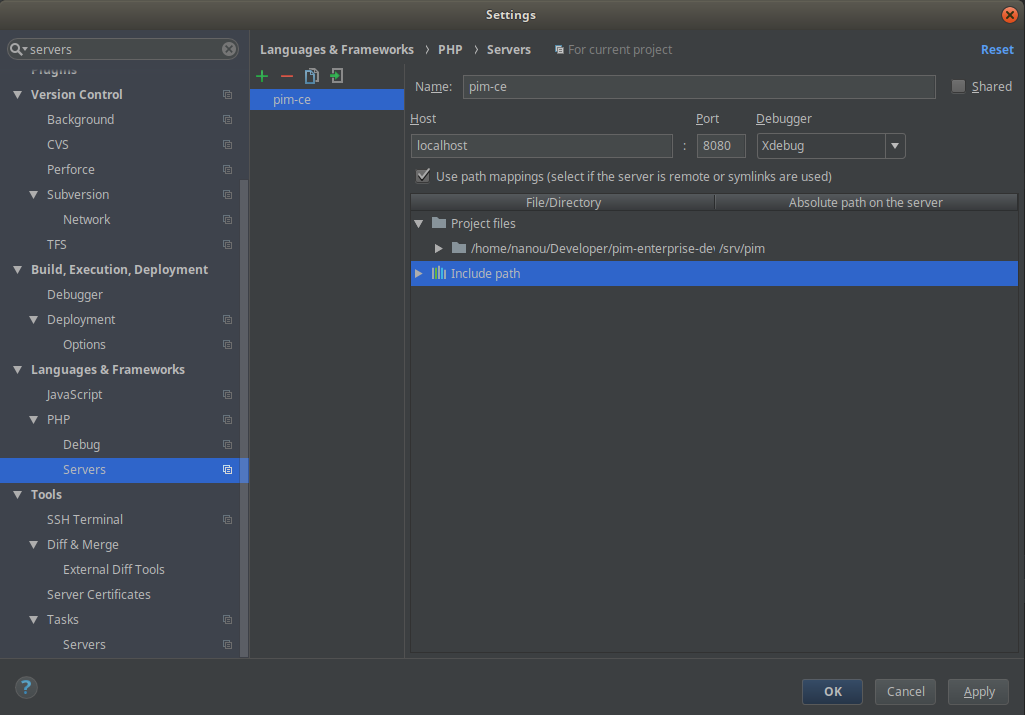 Settings
servers
Languages & Frameworks › PHP › Servers For current project Reset
Plugins
Version Control
Background
CVS
Perforce
Subversion
Network
TFS
Build, Execution, Deployment
Debugger
Deployment
Options
Languages & Frameworks
JavaScript
PHP
Debug
Servers
Tools
SSH Terminal
Diff & Merge
External Diff Tools
Server Certificates
Tasks
Servers
pim-ce
Name: pim-ce Shared
Host Port Debugger
localhost : 8080 Xdebug
Use path mappings (select if the server is remote or symlinks are used)
File/Directory Absolute path on the server
Project files
/home/nanou/Developer/pim-enterprise-dev /srv/pim
Include path
?
OK Cancel Apply